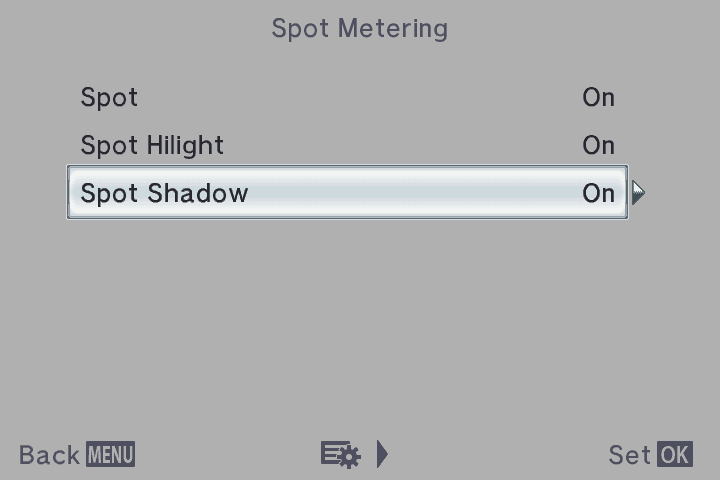 Spot Metering
Spot On
Spot Hilight On
Spot Shadow On
Back MENU Set OK